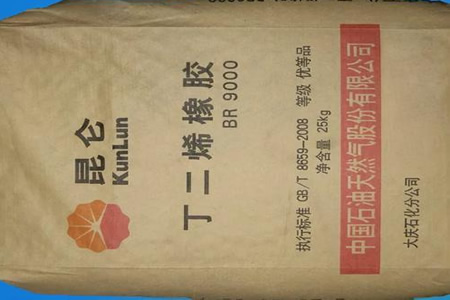 昆仑
KunLun
丁二烯橡胶
BR 9000
执行标准 GB/T 8659-2008 等级 优等品
净含量 25kg
中国石油天然气股份有限公司
大庆石化分公司